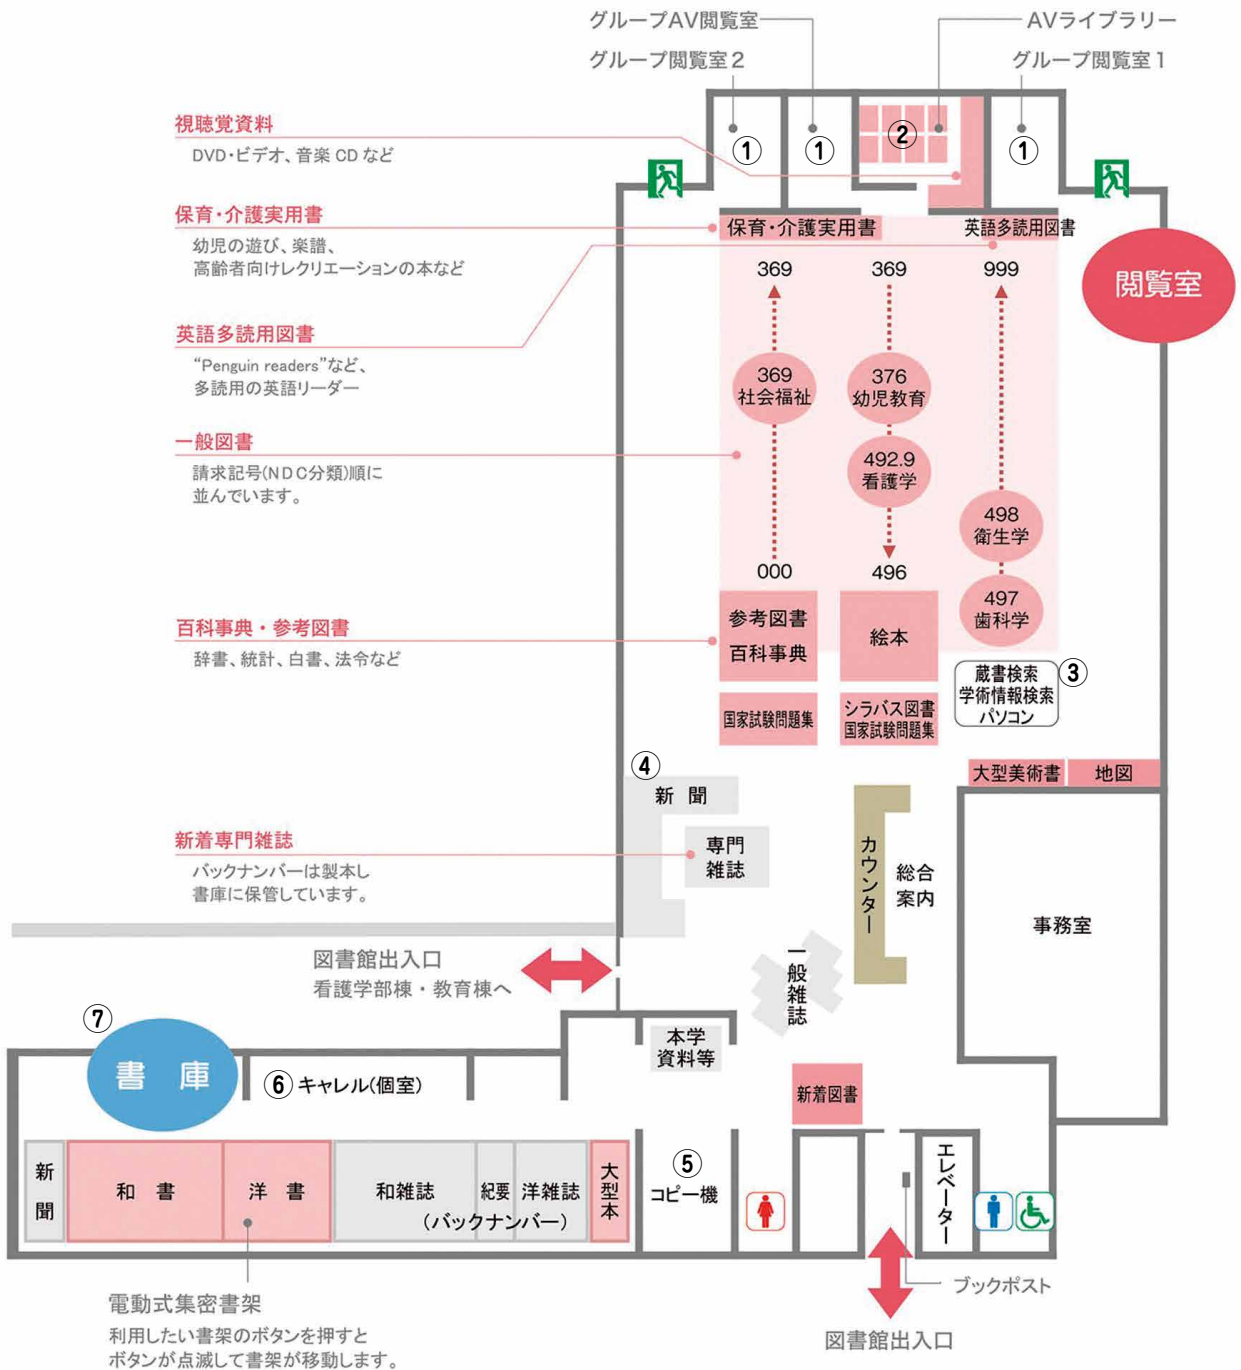 グループAV閲覧室
AVライブラリー
グループ閲覧室2
グループ閲覧室1
視聴覚資料
DVD・ビデオ、音楽 CD など
①
①
②
①
保育・介護実用書
幼児の遊び、楽譜、
高齢者向けレクリエーションの本など
保育・介護実用書
英語多読用図書
閲覧室
369
369
999
英語多読用図書
“Penguin readers”など、
多読用の英語リーダー
369
社会福祉
376
幼児教育
一般図書
請求記号(NDC分類)順に
並んでいます。
492.9
看護学
498
衛生学
000
496
497
歯科学
百科事典・参考図書
辞書、統計、白書、法令など
参考図書
百科事典
絵本
蔵書検索
学術情報検索
パソコン
③
国家試験問題集
シラバス図書
国家試験問題集
④
新 聞
大型美術書
地図
新着専門雑誌
バックナンバーは製本し
書庫に保管しています。
専門
雑誌
カウンター
総合
案内
事務室
図書館出入口
看護学部棟・教育棟へ
一般雑誌
⑦
書 庫
⑥ キャレル(個室)
本学
資料等
新着図書
新聞
和 書
洋 書
和雑誌
紀要
洋雑誌
(バックナンバー)
大型本
⑤
コピー機
エレベーター
電動式集密書架
利用したい書架のボタンを押すと
ボタンが点滅して書架が移動します。
ブックポスト
図書館出入口